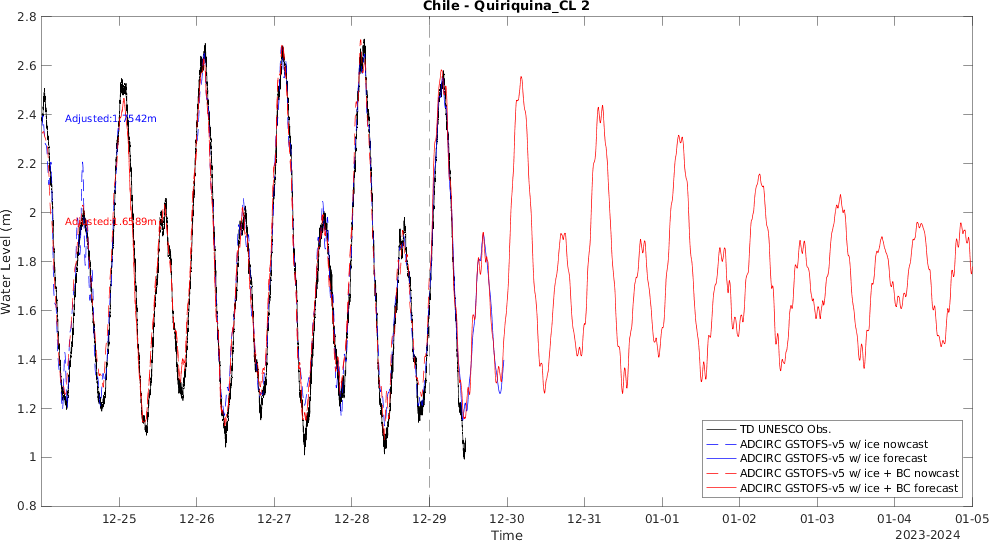 Chile - Quiriquina_CL 2
2.8
2.6
2.4
2.2
2
1.8
1.6
1.4
1.2
1
0.8
Water Level (m)
Adjusted:1.7542m
Adjusted:1.6589m
TD UNESCO Obs.
ADCIRC GSTOFS-v5 w/ ice nowcast
ADCIRC GSTOFS-v5 w/ ice forecast
ADCIRC GSTOFS-v5 w/ ice + BC nowcast
ADCIRC GSTOFS-v5 w/ ice + BC forecast
12-25 12-26 12-27 12-28 12-29 12-30 12-31 01-01 01-02 01-03 01-04 01-05
Time
2023-2024